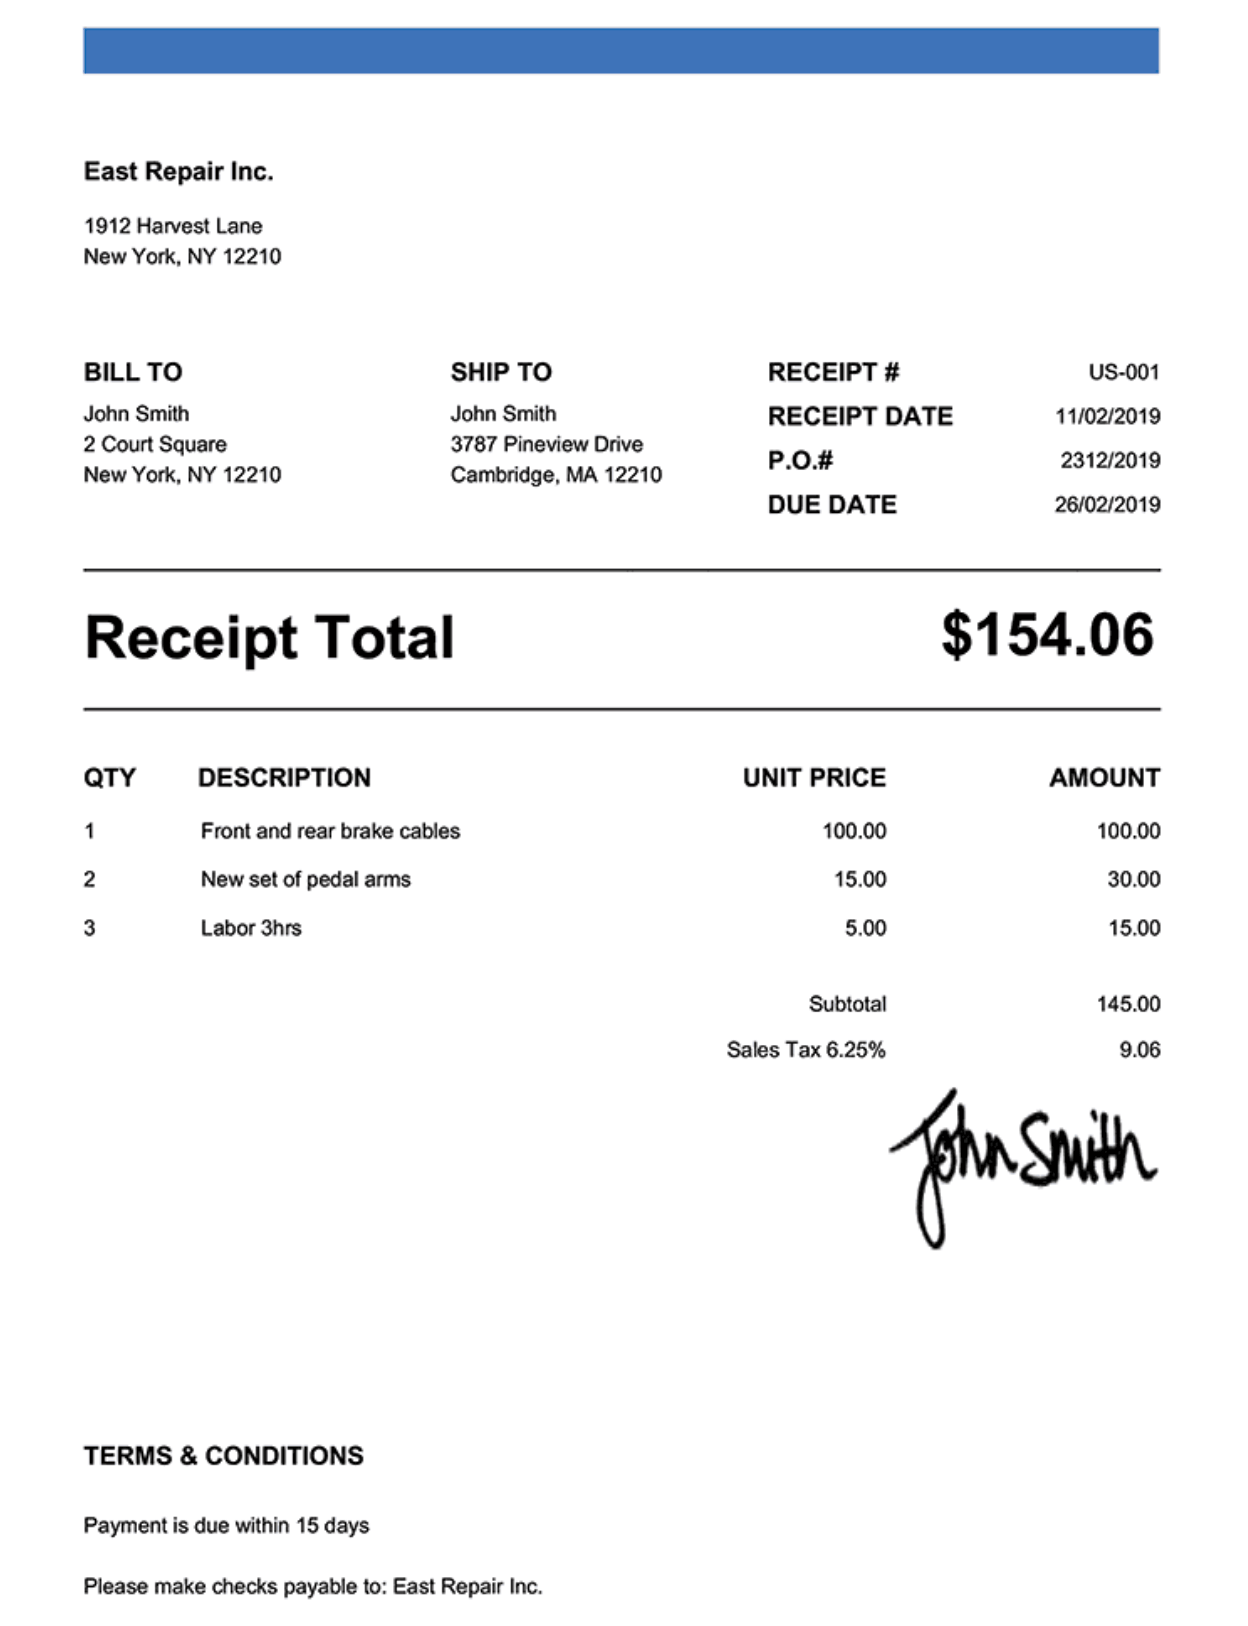 East Repair Inc.
1912 Harvest Lane
New York, NY 12210
BILL TO
John Smith
2 Court Square
New York, NY 12210
SHIP TO
John Smith
3787 Pineview Drive
Cambridge, MA 12210
RECEIPT # US-001
RECEIPT DATE 11/02/2019
P.O.# 2312/2019
DUE DATE 26/02/2019
Receipt Total $154.06
QTY DESCRIPTION UNIT PRICE AMOUNT
1 Front and rear brake cables 100.00 100.00
2 New set of pedal arms 15.00 30.00
3 Labor 3hrs 5.00 15.00
Subtotal 145.00
Sales Tax 6.25% 9.06
John Smith
TERMS & CONDITIONS
Payment is due within 15 days
Please make checks payable to: East Repair Inc.